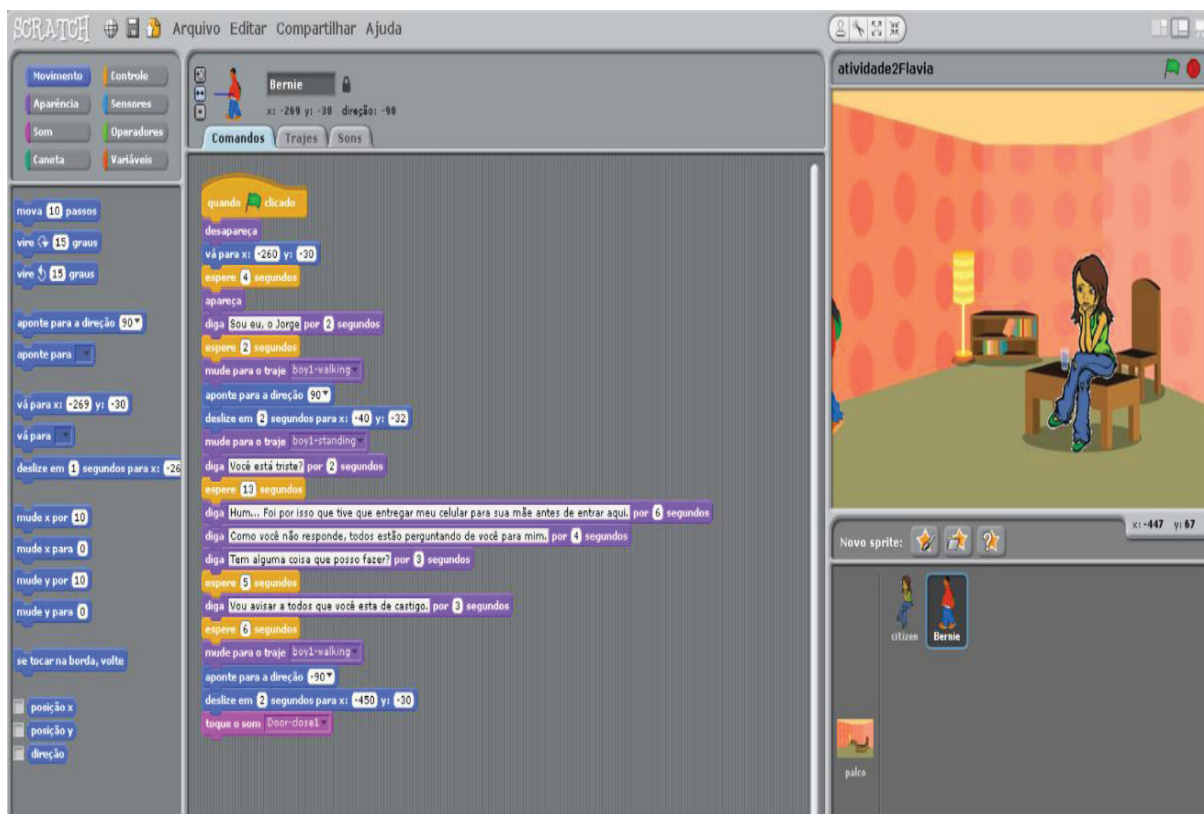 SCRATCH Arquivo Editar Compartilhar Ajuda
Movimento Controle
Aparência Sensores
Som Operadores
Caneta Variáveis
mova 10 passos
vire 15 graus
vire 15 graus
aponte para a direção 90
aponte para
vá para x: -269 y: -30
vá para
deslize em 1 segundos para x: -26
mude x por 10
mude x para 0
mude y por 10
mude y para 0
se tocar na borda, volte
posição x
posição y
direção
Bernie
x: -269 y: -30 direção: -90
Comandos Trajes Sons
quando clicado
desapareça
vá para x: -260 y: -30
espere 4 segundos
apareça
diga Sou eu, o Jorge por 2 segundos
espere 2 segundos
mude para o traje boy1-walking
aponte para a direção 90
deslize em 2 segundos para x: -40 y: -32
mude para o traje boy1-standing
diga Você está triste? por 2 segundos
espere 13 segundos
diga Hum... Foi por isso que tive que entregar meu celular para sua mãe antes de entrar aqui. por 6 segundos
diga Como você não responde, todos estão perguntando de você para mim. por 4 segundos
diga Tem alguma coisa que posso fazer? por 3 segundos
espere 5 segundos
diga Vou avisar a todos que você esta de castigo. por 3 segundos
espere 6 segundos
mude para o traje boy1-walking
aponte para a direção -90
deslize em 2 segundos para x: -450 y: -30
toque o som Door-close1
atividade2Flavia
x: -447 y: 67
Novo sprite:
citizen Bernie
palco